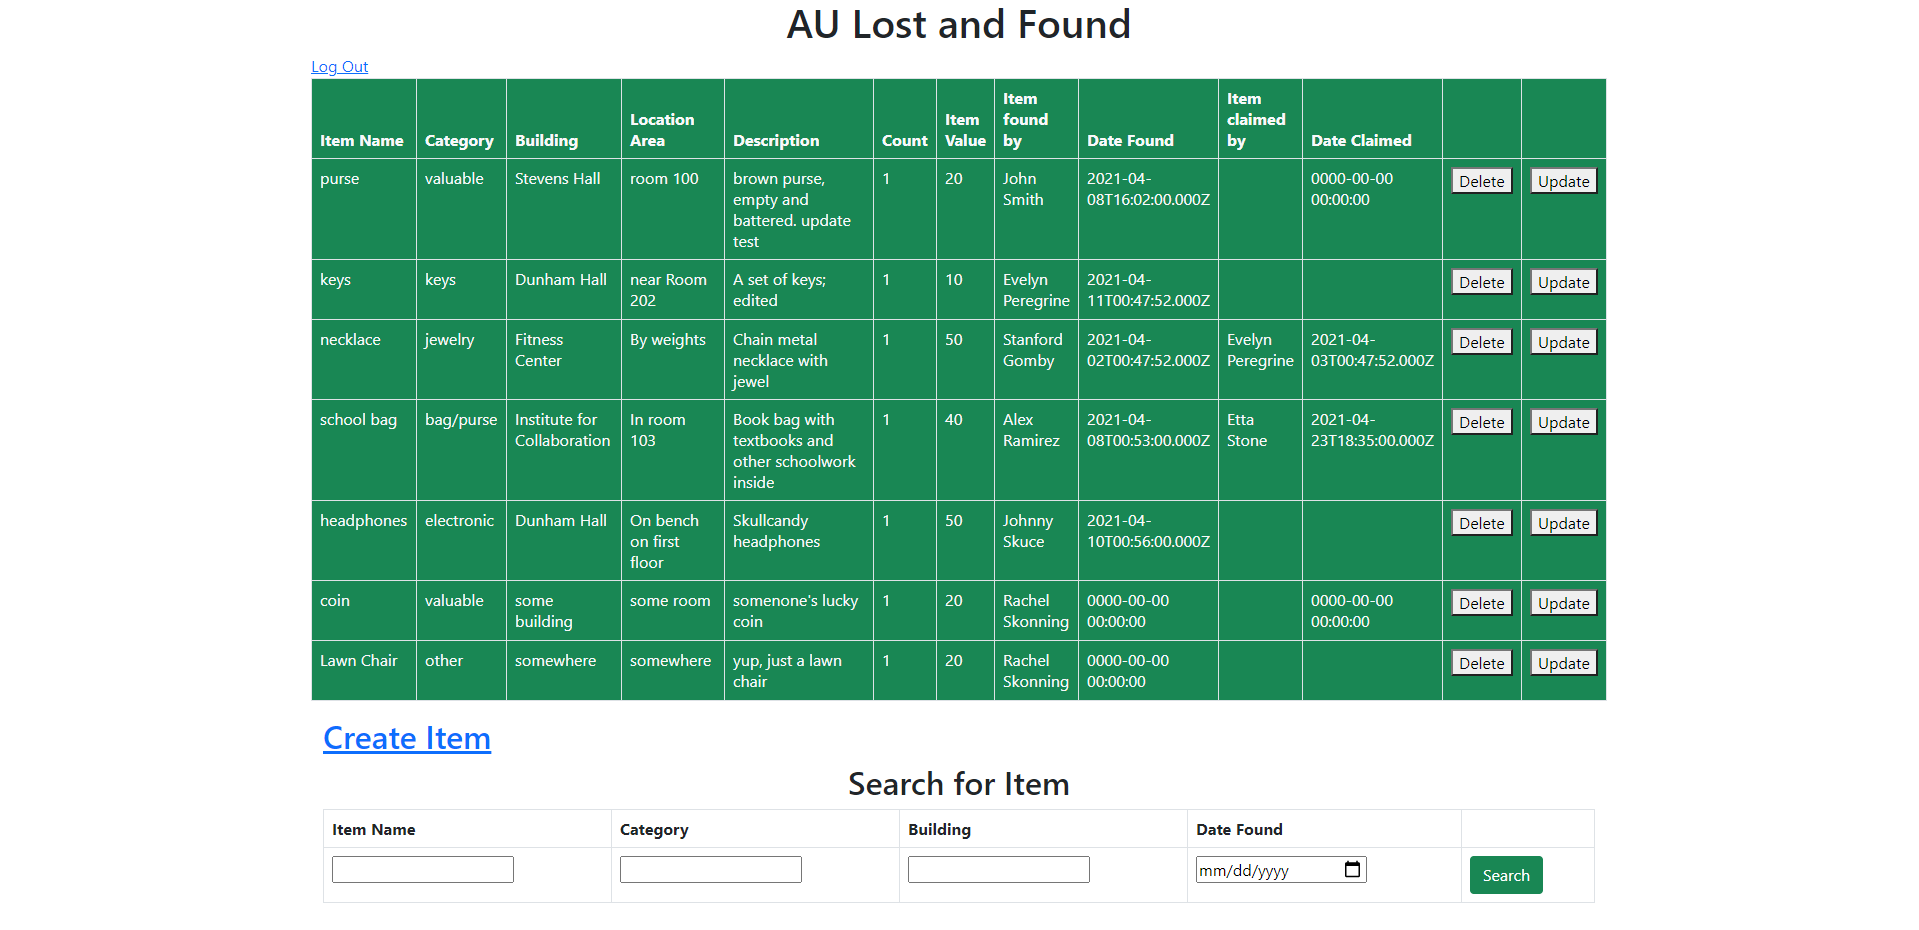 AU Lost and Found
Log Out
Item Name Category Building Location Area Description Count Item Value Item found by Date Found Item claimed by Date Claimed
purse valuable Stevens Hall room 100 brown purse, empty and battered. update test 1 20 John Smith 2021-04-08T16:02:00.000Z 0000-00-00 00:00:00 Delete Update
keys keys Dunham Hall near Room 202 A set of keys; edited 1 10 Evelyn Peregrine 2021-04-11T00:47:52.000Z Delete Update
necklace jewelry Fitness Center By weights Chain metal necklace with jewel 1 50 Stanford Gomby 2021-04-02T00:47:52.000Z Evelyn Peregrine 2021-04-03T00:47:52.000Z Delete Update
school bag bag/purse Institute for Collaboration In room 103 Book bag with textbooks and other schoolwork inside 1 40 Alex Ramirez 2021-04-08T00:53:00.000Z Etta Stone 2021-04-23T18:35:00.000Z Delete Update
headphones electronic Dunham Hall On bench on first floor Skullcandy headphones 1 50 Johnny Skuce 2021-04-10T00:56:00.000Z Delete Update
coin valuable some building some room somenone's lucky coin 1 20 Rachel Skonning 0000-00-00 00:00:00 0000-00-00 00:00:00 Delete Update
Lawn Chair other somewhere somewhere yup, just a lawn chair 1 20 Rachel Skonning 0000-00-00 00:00:00 Delete Update
Create Item
Search for Item
Item Name Category Building Date Found
mm/dd/yyyy Search